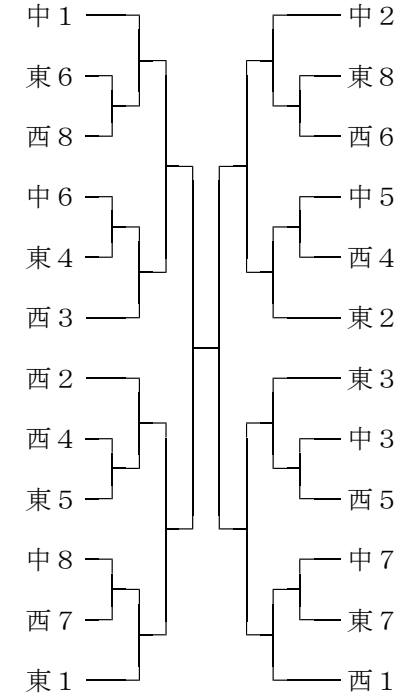 中１ 中２
東６ 東８
西８ 西６
中６ 中５
東４ 西４
西３ 東２
西２ 東３
西４ 中３
東５ 西５
中８ 中７
西７ 東７
東１ 西１